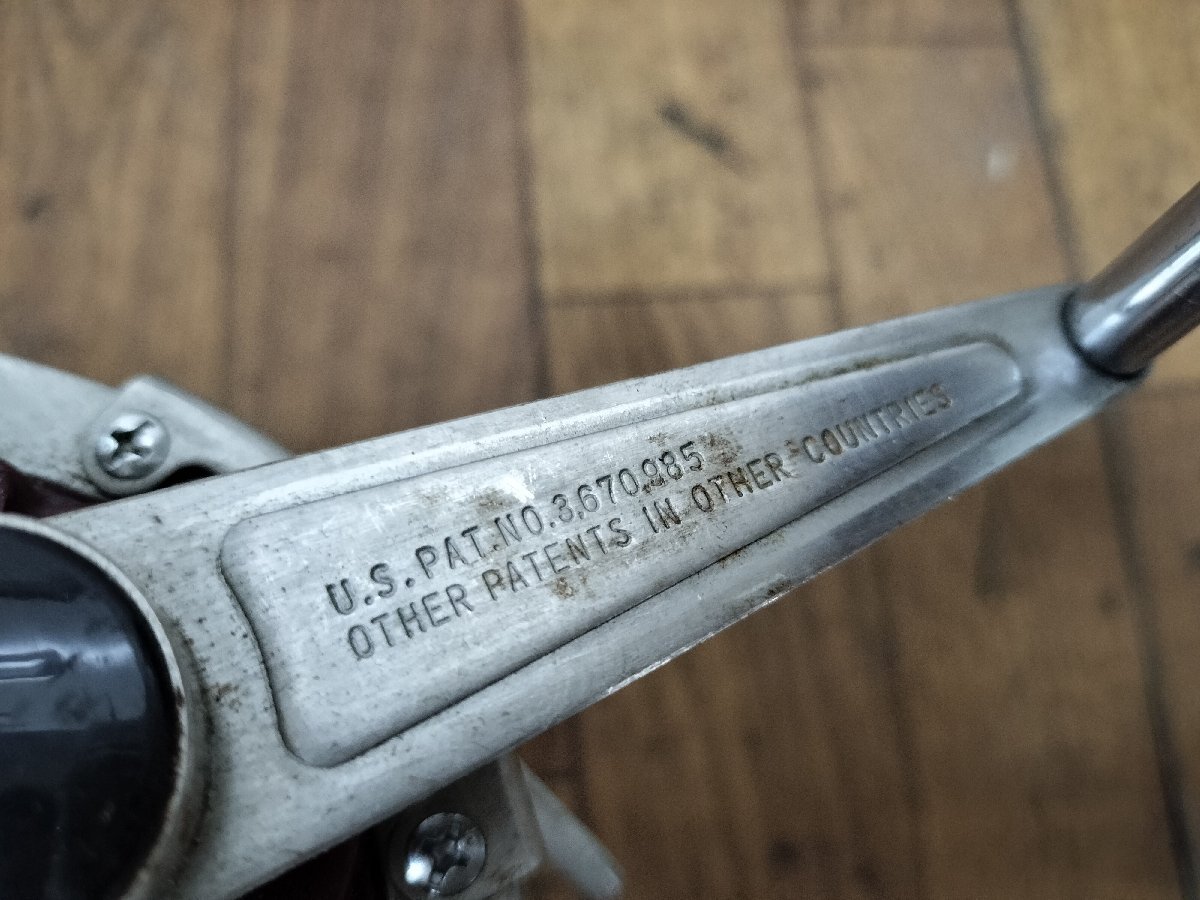 U.S. PAT. NO. 3,670,985
OTHER PATENTS IN OTHER COUNTRIES